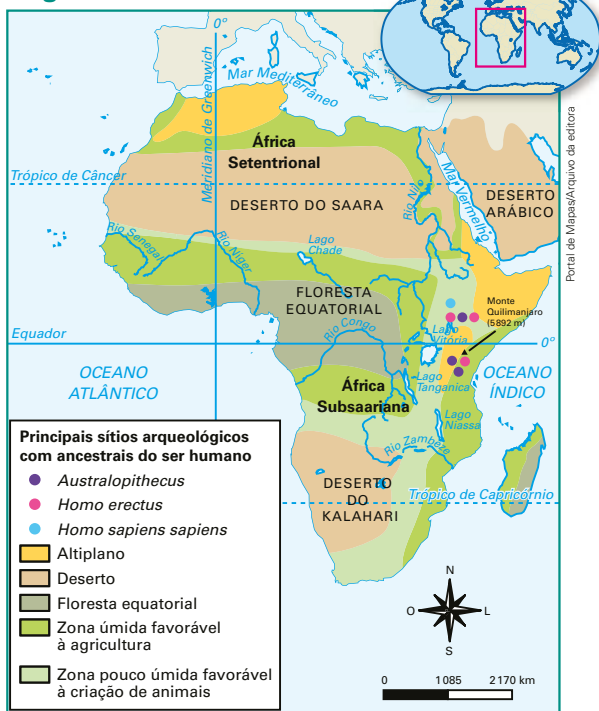 0°
Mar Mediterrâneo
Meridiano de Greenwich
África
Setentrional
Trópico de Câncer
DESERTO DO SAARA
Rio Nilo
Mar Vermelho
DESERTO
ARÁBICO
Portal de Mapas/Arquivo da editora
Rio Senegal
Rio Níger
Lago
Chade
FLORESTA
EQUATORIAL
Monte
Quilimanjaro
(5892 m)
Equador
Rio Congo
Lago
Vitória
0°
OCEANO
ATLÂNTICO
África
Subsaariana
Lago
Tanganica
OCEANO
ÍNDICO
Lago
Niassa
Rio Zambeze
DESERTO
DO
KALAHARI
Trópico de Capricórnio
Principais sítios arqueológicos
com ancestrais do ser humano
Australopithecus
Homo erectus
Homo sapiens sapiens
Altiplano
Deserto
Floresta equatorial
Zona úmida favorável
à agricultura
Zona pouco úmida favorável
à criação de animais
N
O
L
S
0 1 085 2 170 km